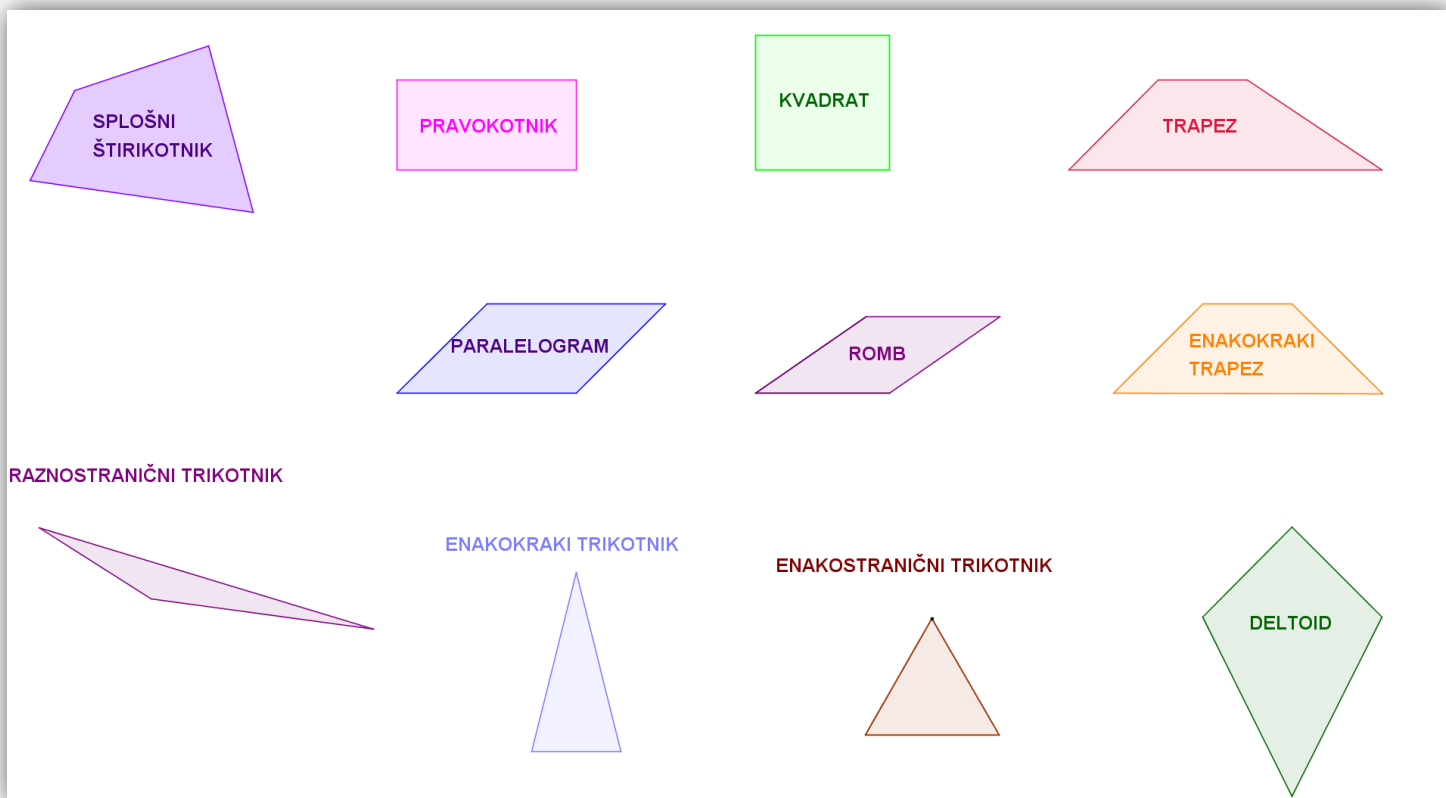 SPLOŠNI
ŠTIRIKOTNIK
PRAVOKOTNIK
KVADRAT
TRAPEZ
PARALELOGRAM
ROMB
ENAKOKRAKI
TRAPEZ
RAZNOSTRANIČNI TRIKOTNIK
ENAKOKRAKI TRIKOTNIK
ENAKOSTRANIČNI TRIKOTNIK
DELTOID